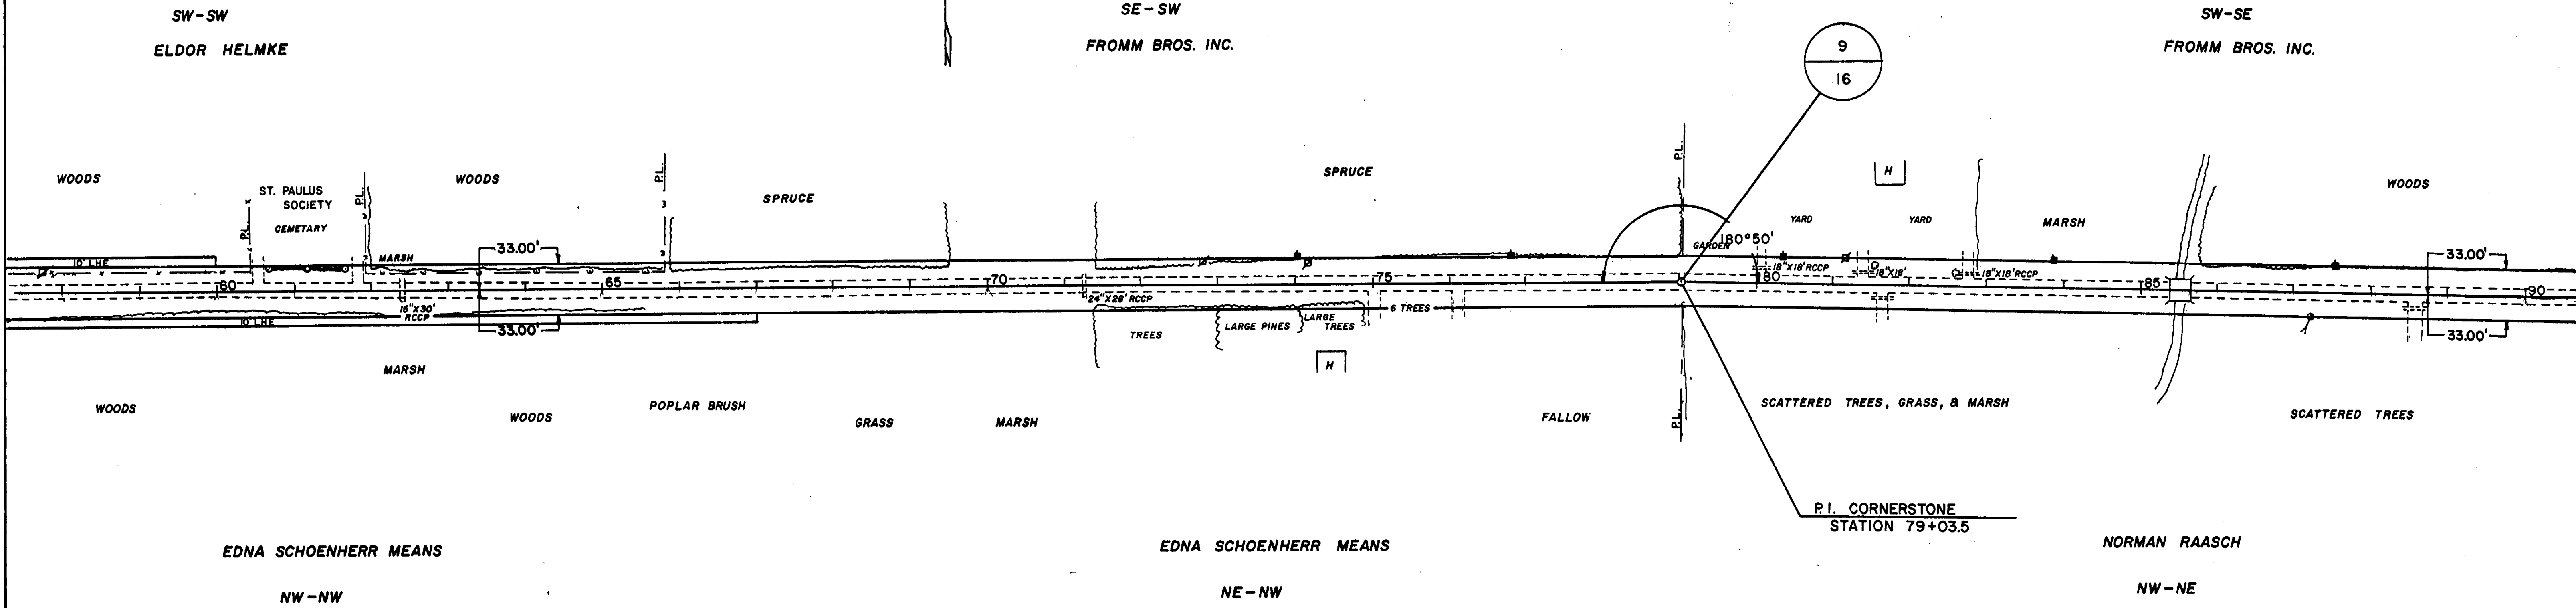 SW-SW
ELDOR HELMKE
SE-SW
FROMM BROS. INC.
SW-SE
FROMM BROS. INC.
9
16
WOODS
ST. PAULUS
SOCIETY
CEMETARY
P.L.
P.L.
WOODS
P.L.
SPRUCE
SPRUCE
P.L.
H
YARD
YARD
MARSH
WOODS
10' LHE
MARSH
33.00'
GARDEN
180°50'
33.00'
60
65
70
75
80
85
90
18"X18' RCCP
18"X18'
18"X18' RCCP
15"X30'
RCCP
24"X28' RCCP
10' LHE
33.00'
6 TREES
33.00'
TREES
LARGE PINES
LARGE
TREES
H
MARSH
WOODS
WOODS
POPLAR BRUSH
GRASS
MARSH
FALLOW
P.L.
SCATTERED TREES, GRASS, & MARSH
SCATTERED TREES
P.I. CORNERSTONE
STATION 79+03.5
EDNA SCHOENHERR MEANS
NW-NW
EDNA SCHOENHERR MEANS
NE-NW
NORMAN RAASCH
NW-NE